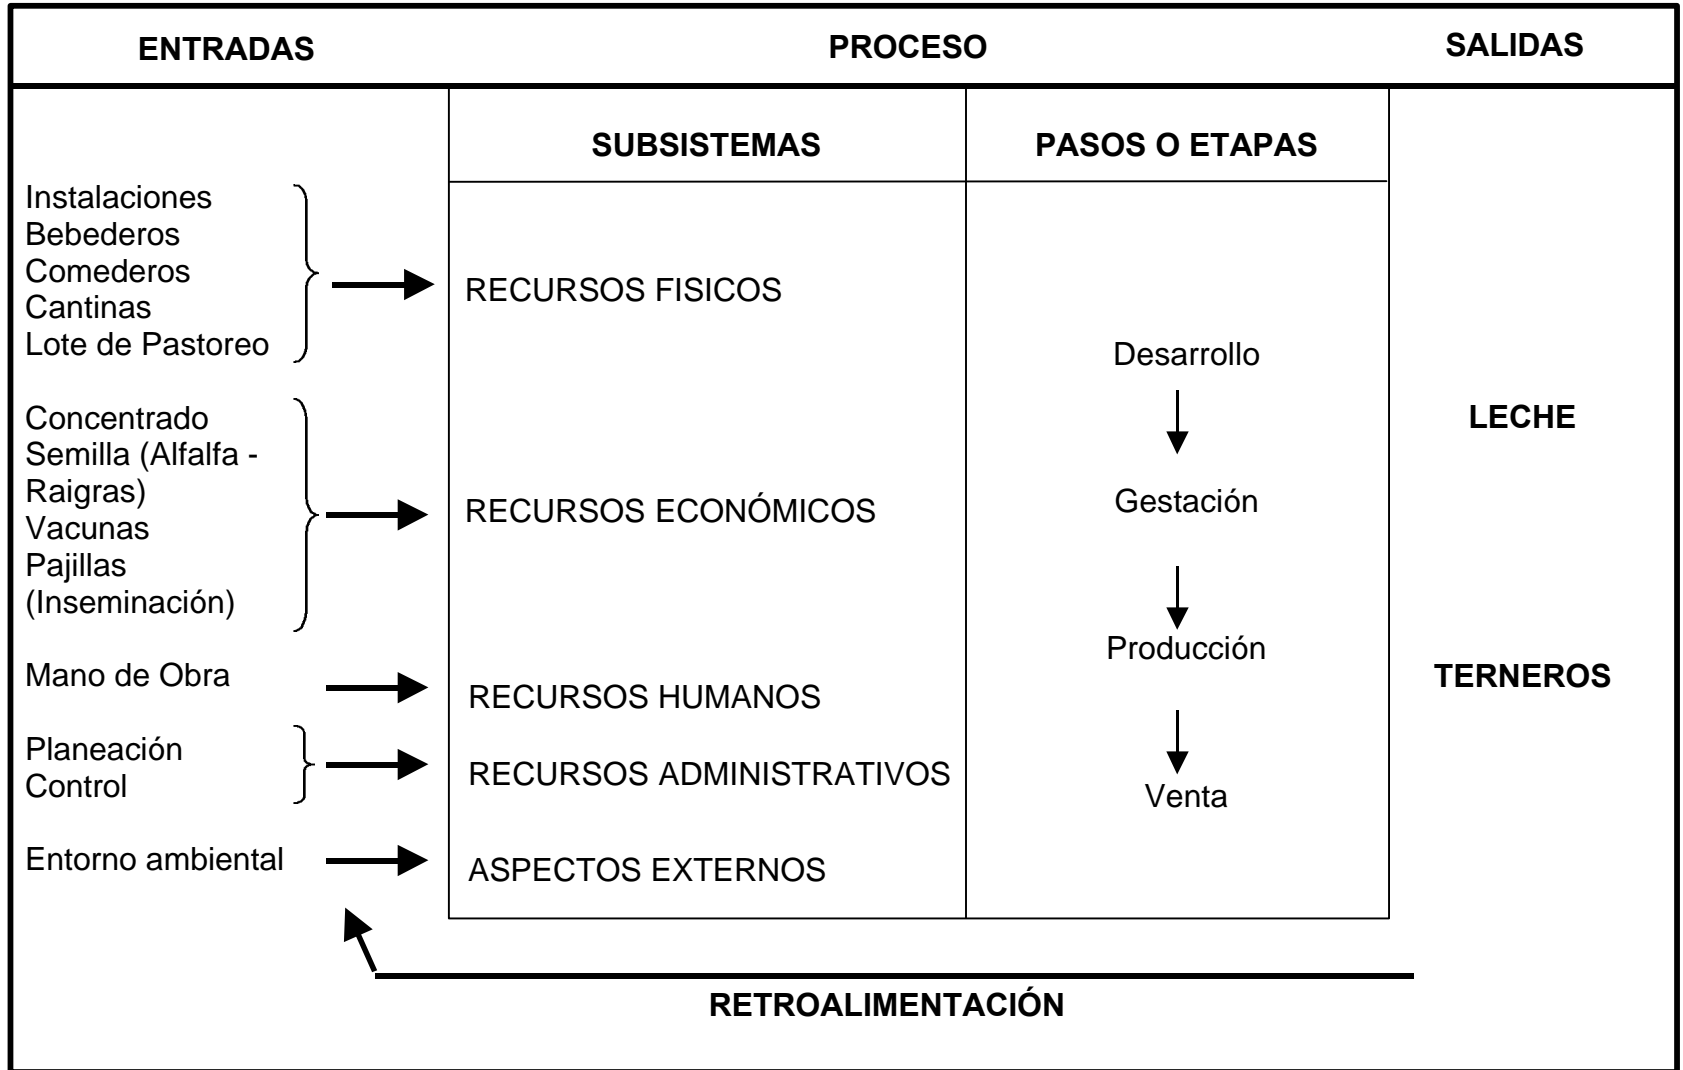 ENTRADAS
PROCESO
SALIDAS
SUBSISTEMAS
PASOS O ETAPAS
Instalaciones
Bebederos
Comederos
Cantinas
Lote de Pastoreo
RECURSOS FISICOS
Concentrado
Semilla (Alfalfa -
Raigras)
Vacunas
Pajillas
(Inseminación)
RECURSOS ECONÓMICOS
Mano de Obra
RECURSOS HUMANOS
Planeación
Control
RECURSOS ADMINISTRATIVOS
Entorno ambiental
ASPECTOS EXTERNOS
Desarrollo
Gestación
Producción
Venta
LECHE
TERNEROS
RETROALIMENTACIÓN